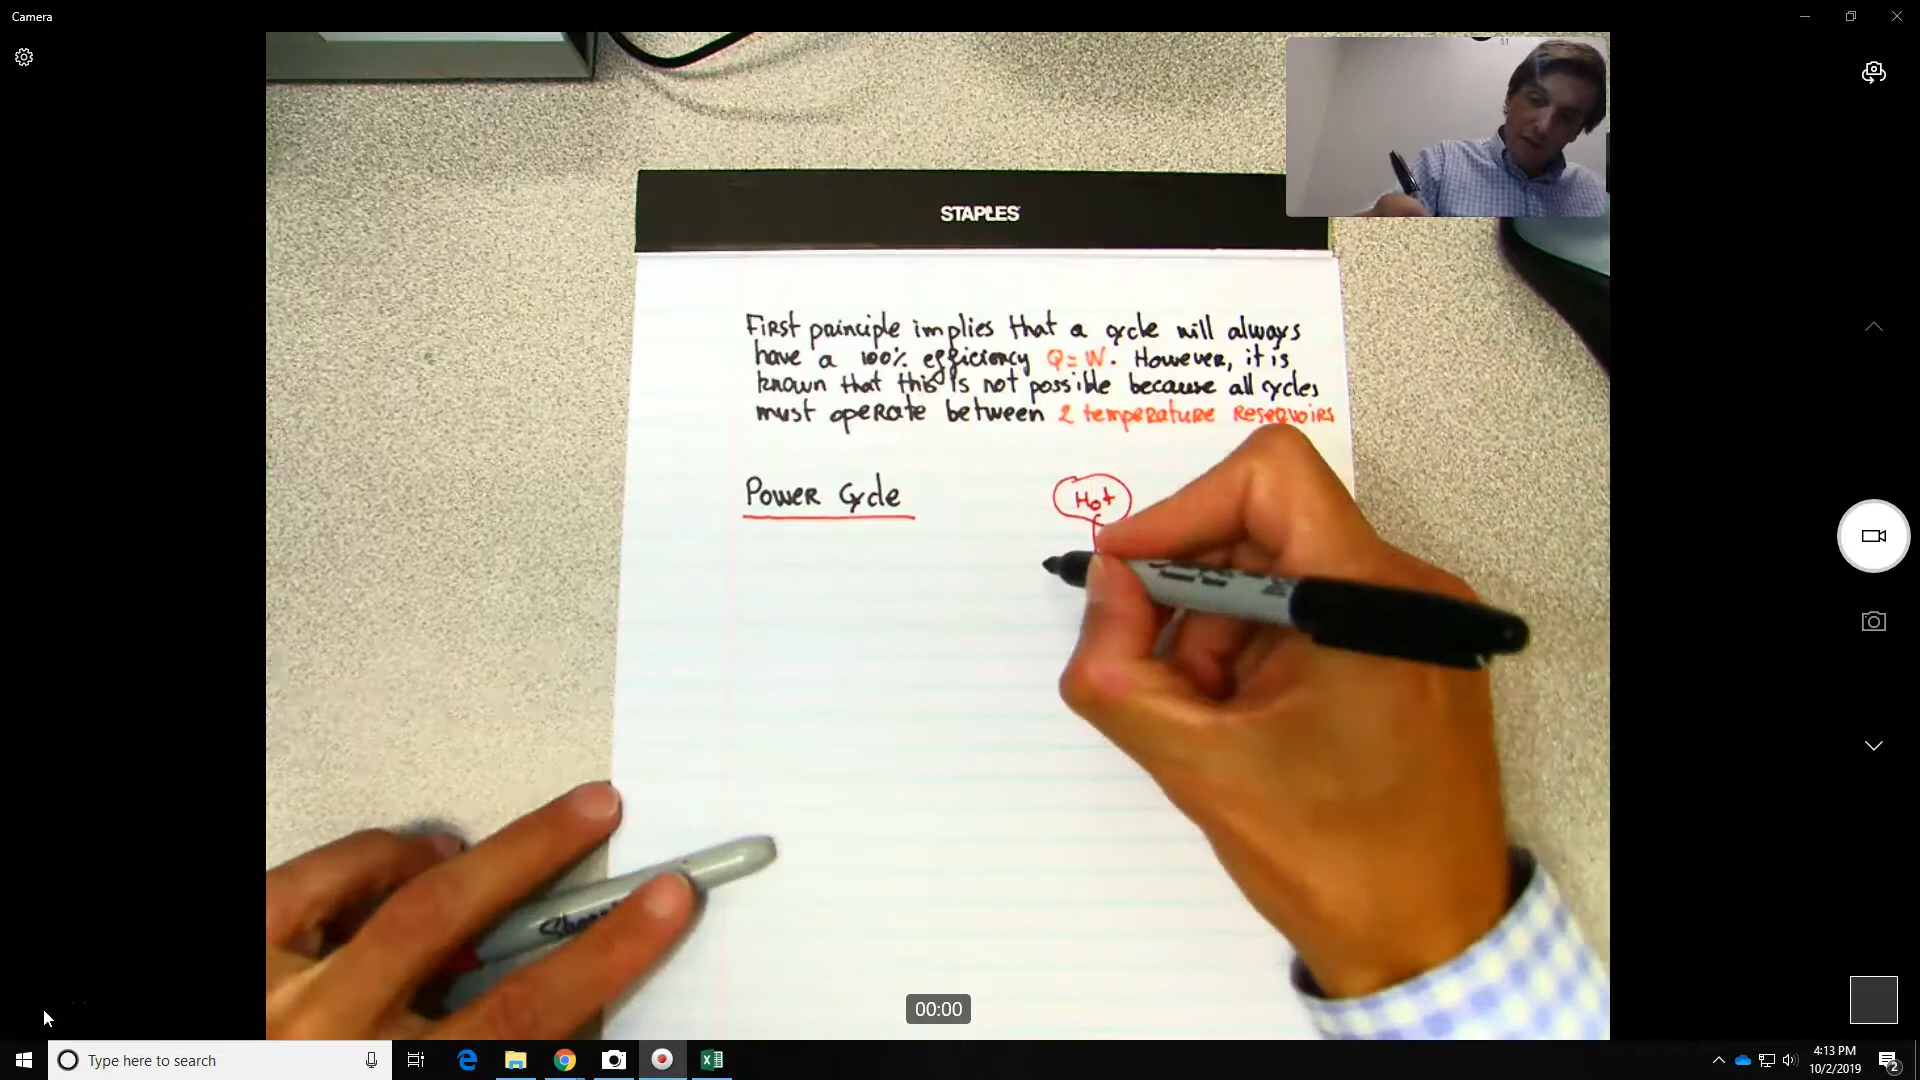 Camera
STAPLES
First principle implies that a cycle will always
have a 100% efficiency Q = W. However, it is
known that this is not possible because all cycles
must operate between 2 temperature reservoirs
Power Cycle
Hot
00:00
Type here to search
4:13 PM
10/2/2019
2